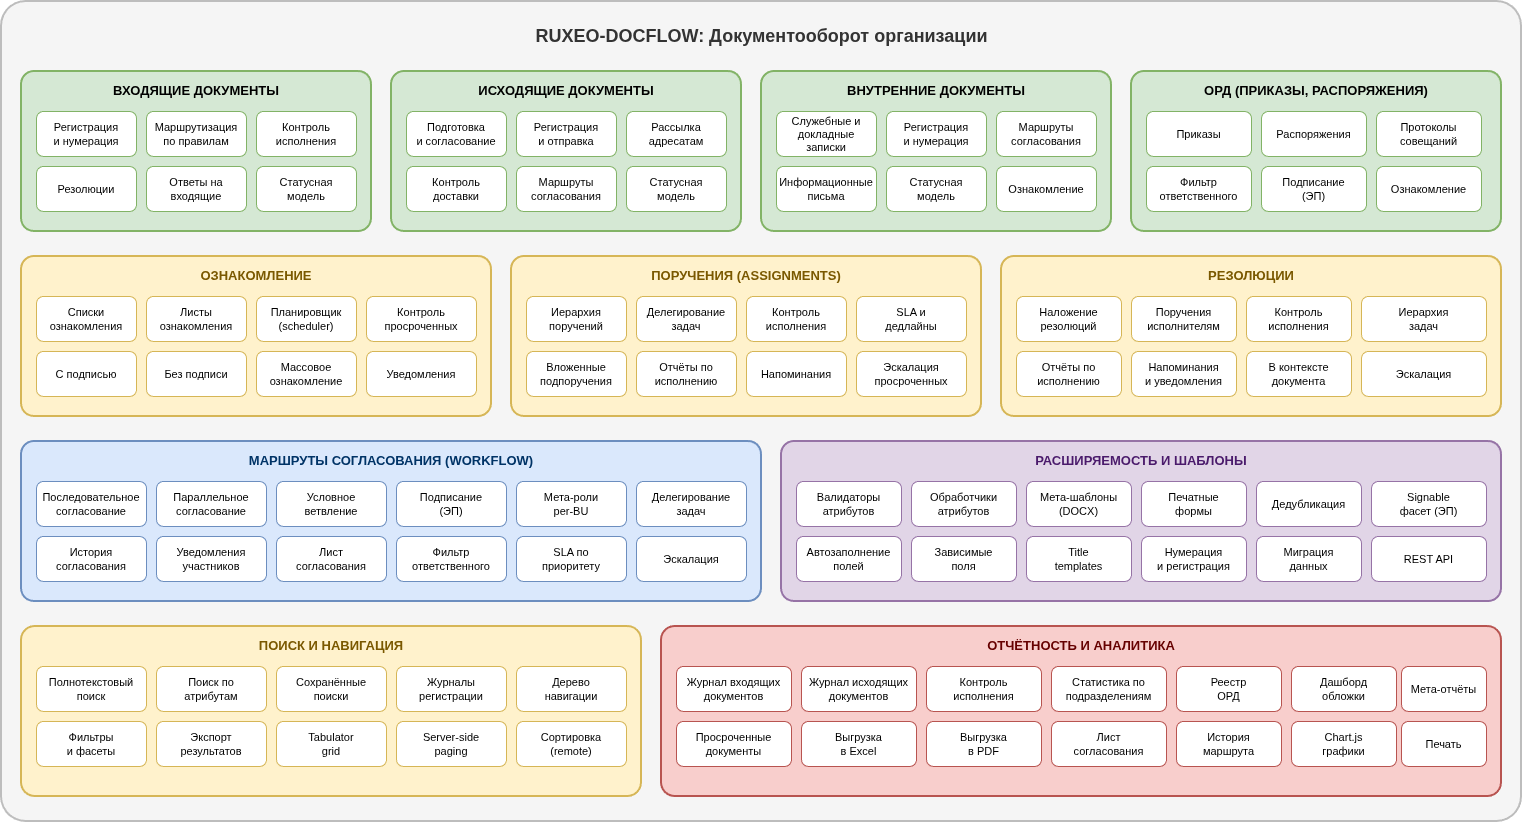 RUXEO-DOCFLOW: Документооборот организации
ВХОДЯЩИЕ ДОКУМЕНТЫ
Регистрация
и нумерация
Маршрутизация
по правилам
Контроль
исполнения
Резолюции
Ответы на
входящие
Статусная
модель
ИСХОДЯЩИЕ ДОКУМЕНТЫ
Подготовка
и согласование
Регистрация
и отправка
Рассылка
адресатам
Контроль
доставки
Маршруты
согласования
Статусная
модель
ВНУТРЕННИЕ ДОКУМЕНТЫ
Служебные и
докладные
записки
Регистрация
и нумерация
Маршруты
согласования
Информационные
письма
Статусная
модель
Ознакомление
ОРД (ПРИКАЗЫ, РАСПОРЯЖЕНИЯ)
Приказы
Распоряжения
Протоколы
совещаний
Фильтр
ответственного
Подписание
(ЭП)
Ознакомление
ОЗНАКОМЛЕНИЕ
Списки
ознакомления
Листы
ознакомления
Планировщик
(scheduler)
Контроль
просроченных
С подписью
Без подписи
Массовое
ознакомление
Уведомления
ПОРУЧЕНИЯ (ASSIGNMENTS)
Иерархия
поручений
Делегирование
задач
Контроль
исполнения
SLA и
дедлайны
Вложенные
подпоручения
Отчёты по
исполнению
Напоминания
Эскалация
просроченных
РЕЗОЛЮЦИИ
Наложение
резолюций
Поручения
исполнителям
Контроль
исполнения
Иерархия
задач
Отчёты по
исполнению
Напоминания
и уведомления
В контексте
документа
Эскалация
МАРШРУТЫ СОГЛАСОВАНИЯ (WORKFLOW)
Последовательное
согласование
Параллельное
согласование
Условное
ветвление
Подписание
(ЭП)
Мета-роли
per-BU
Делегирование
задач
История
согласования
Уведомления
участников
Лист
согласования
Фильтр
ответственного
SLA по
приоритету
Эскалация
РАСШИРЯЕМОСТЬ И ШАБЛОНЫ
Валидаторы
атрибутов
Обработчики
атрибутов
Мета-шаблоны
(DOCX)
Печатные
формы
Дедубликация
Signable
фасет (ЭП)
Автозаполнение
полей
Зависимые
поля
Title
templates
Нумерация
и регистрация
Миграция
данных
REST API
ПОИСК И НАВИГАЦИЯ
Полнотекстовый
поиск
Поиск по
атрибутам
Сохранённые
поиски
Журналы
регистрации
Дерево
навигации
Фильтры
и фасеты
Экспорт
результатов
Tabulator
grid
Server-side
paging
Сортировка
(remote)
ОТЧЁТНОСТЬ И АНАЛИТИКА
Журнал входящих
документов
Журнал исходящих
документов
Контроль
исполнения
Статистика по
подразделениям
Реестр
ОРД
Дашборд
обложки
Мета-отчёты
Просроченные
документы
Выгрузка
в Excel
Выгрузка
в PDF
Лист
согласования
История
маршрута
Chart.js
графики
Печать